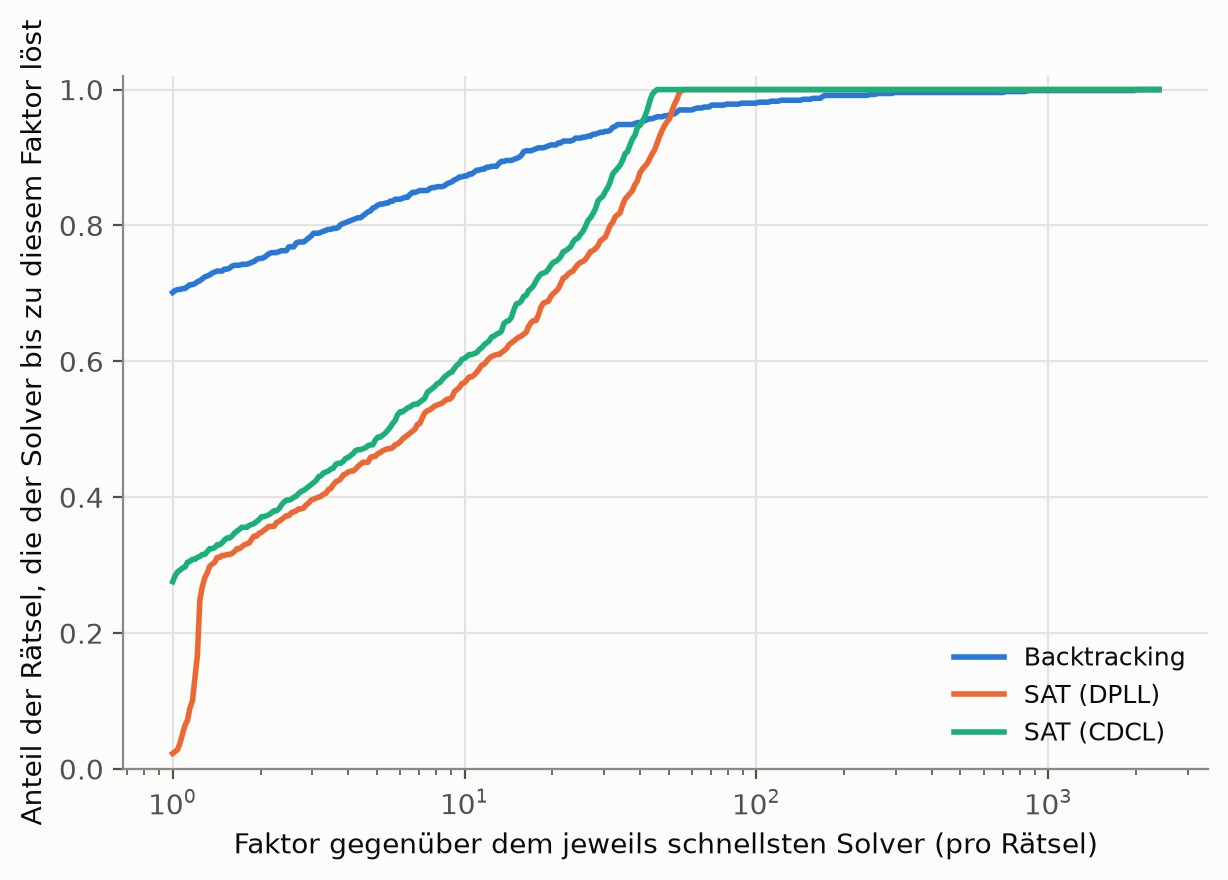 Anteil der Rätsel, die der Solver bis zu diesem Faktor löst
1.0
0.8
0.6
0.4
0.2
0.0
10⁰
10¹
10²
10³
Faktor gegenüber dem jeweils schnellsten Solver (pro Rätsel)
Backtracking
SAT (DPLL)
SAT (CDCL)